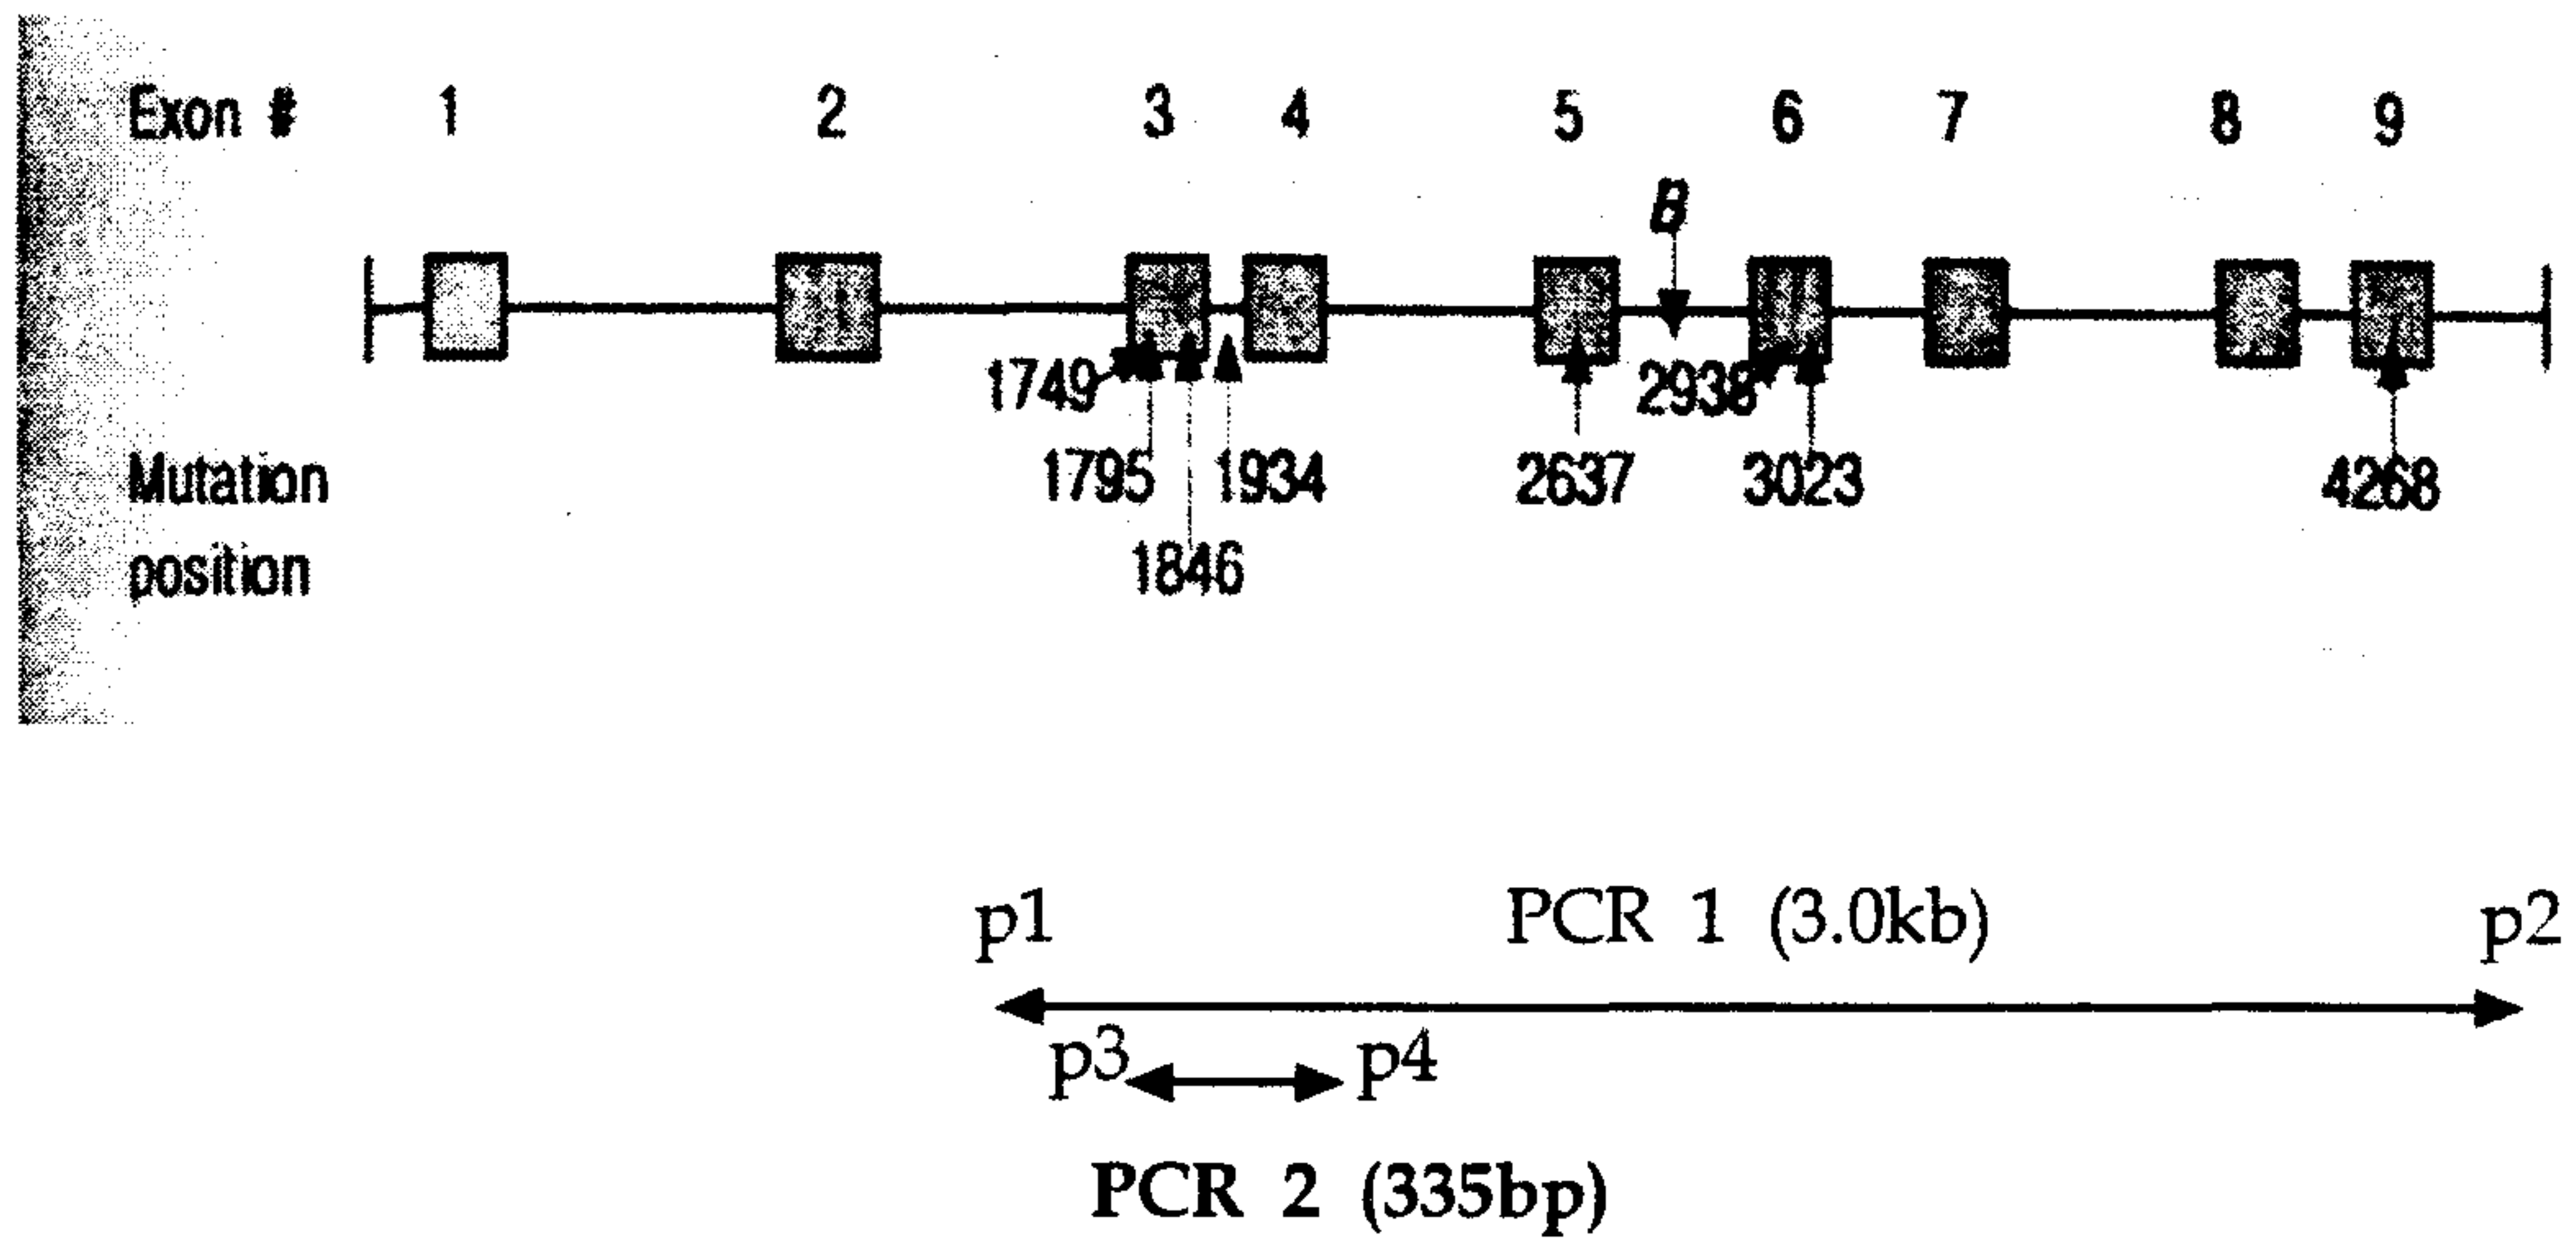 Exon # 1 2 3 4 5 6 7 8 9
B
1749 2938
Mutation 1795 1934 2637 3023 4268
position 1846
p1 PCR 1 (3.0kb) p2
p3 p4
PCR 2 (335bp)